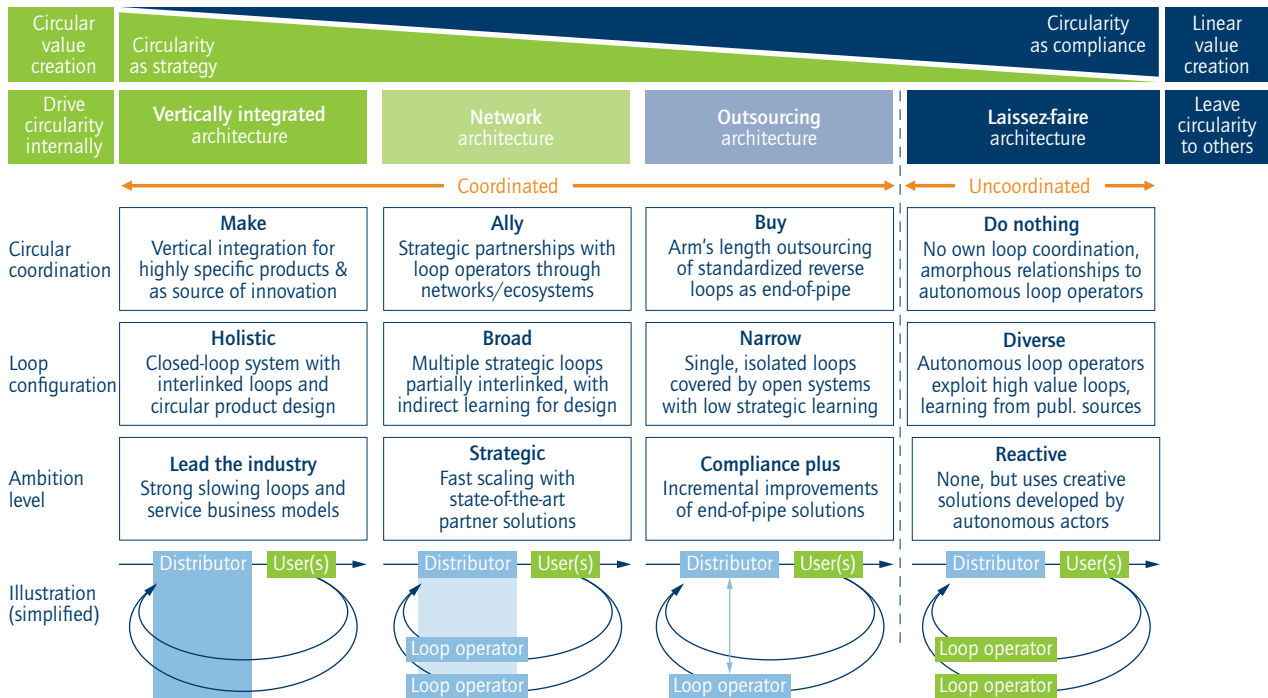 Circular
value
creation
Circularity
as strategy
Circularity
as compliance
Linear
value
creation
Drive
circularity
internally
Vertically integrated
architecture
Network
architecture
Outsourcing
architecture
Laissez-faire
architecture
Leave
circularity
to others
Coordinated
Uncoordinated
Circular
coordination
Make
Vertical integration for
highly specific products &
as source of innovation
Ally
Strategic partnerships with
loop operators through
networks/ecosystems
Buy
Arm's length outsourcing
of standardized reverse
loops as end-of-pipe
Do nothing
No own loop coordination,
amorphous relationships to
autonomous loop operators
Loop
configuration
Holistic
Closed-loop system with
interlinked loops and
circular product design
Broad
Multiple strategic loops
partially interlinked, with
indirect learning for design
Narrow
Single, isolated loops
covered by open systems
with low strategic learning
Diverse
Autonomous loop operators
exploit high value loops,
learning from publ. sources
Ambition
level
Lead the industry
Strong slowing loops and
service business models
Strategic
Fast scaling with
state-of-the-art
partner solutions
Compliance plus
Incremental improvements
of end-of-pipe solutions
Reactive
None, but uses creative
solutions developed by
autonomous actors
Illustration
(simplified)
Distributor
User(s)
Distributor
User(s)
Loop operator
Loop operator
Distributor
User(s)
Loop operator
Distributor
User(s)
Loop operator
Loop operator